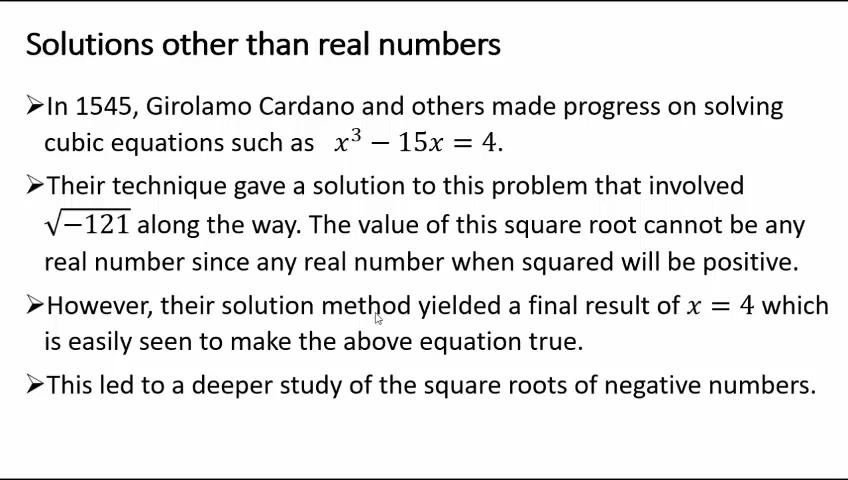 Solutions other than real numbers
➢In 1545, Girolamo Cardano and others made progress on solving
cubic equations such as x³ − 15x = 4.
➢Their technique gave a solution to this problem that involved
√−121 along the way. The value of this square root cannot be any
real number since any real number when squared will be positive.
➢However, their solution method yielded a final result of x = 4 which
is easily seen to make the above equation true.
➢This led to a deeper study of the square roots of negative numbers.